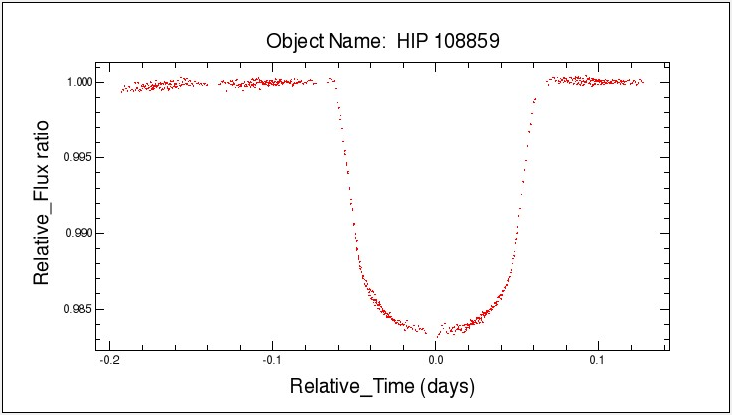 Object Name:  HIP 108859
1.000
0.995
0.990
0.985
Relative_Flux ratio
-0.2
-0.1
0.0
0.1
Relative_Time (days)